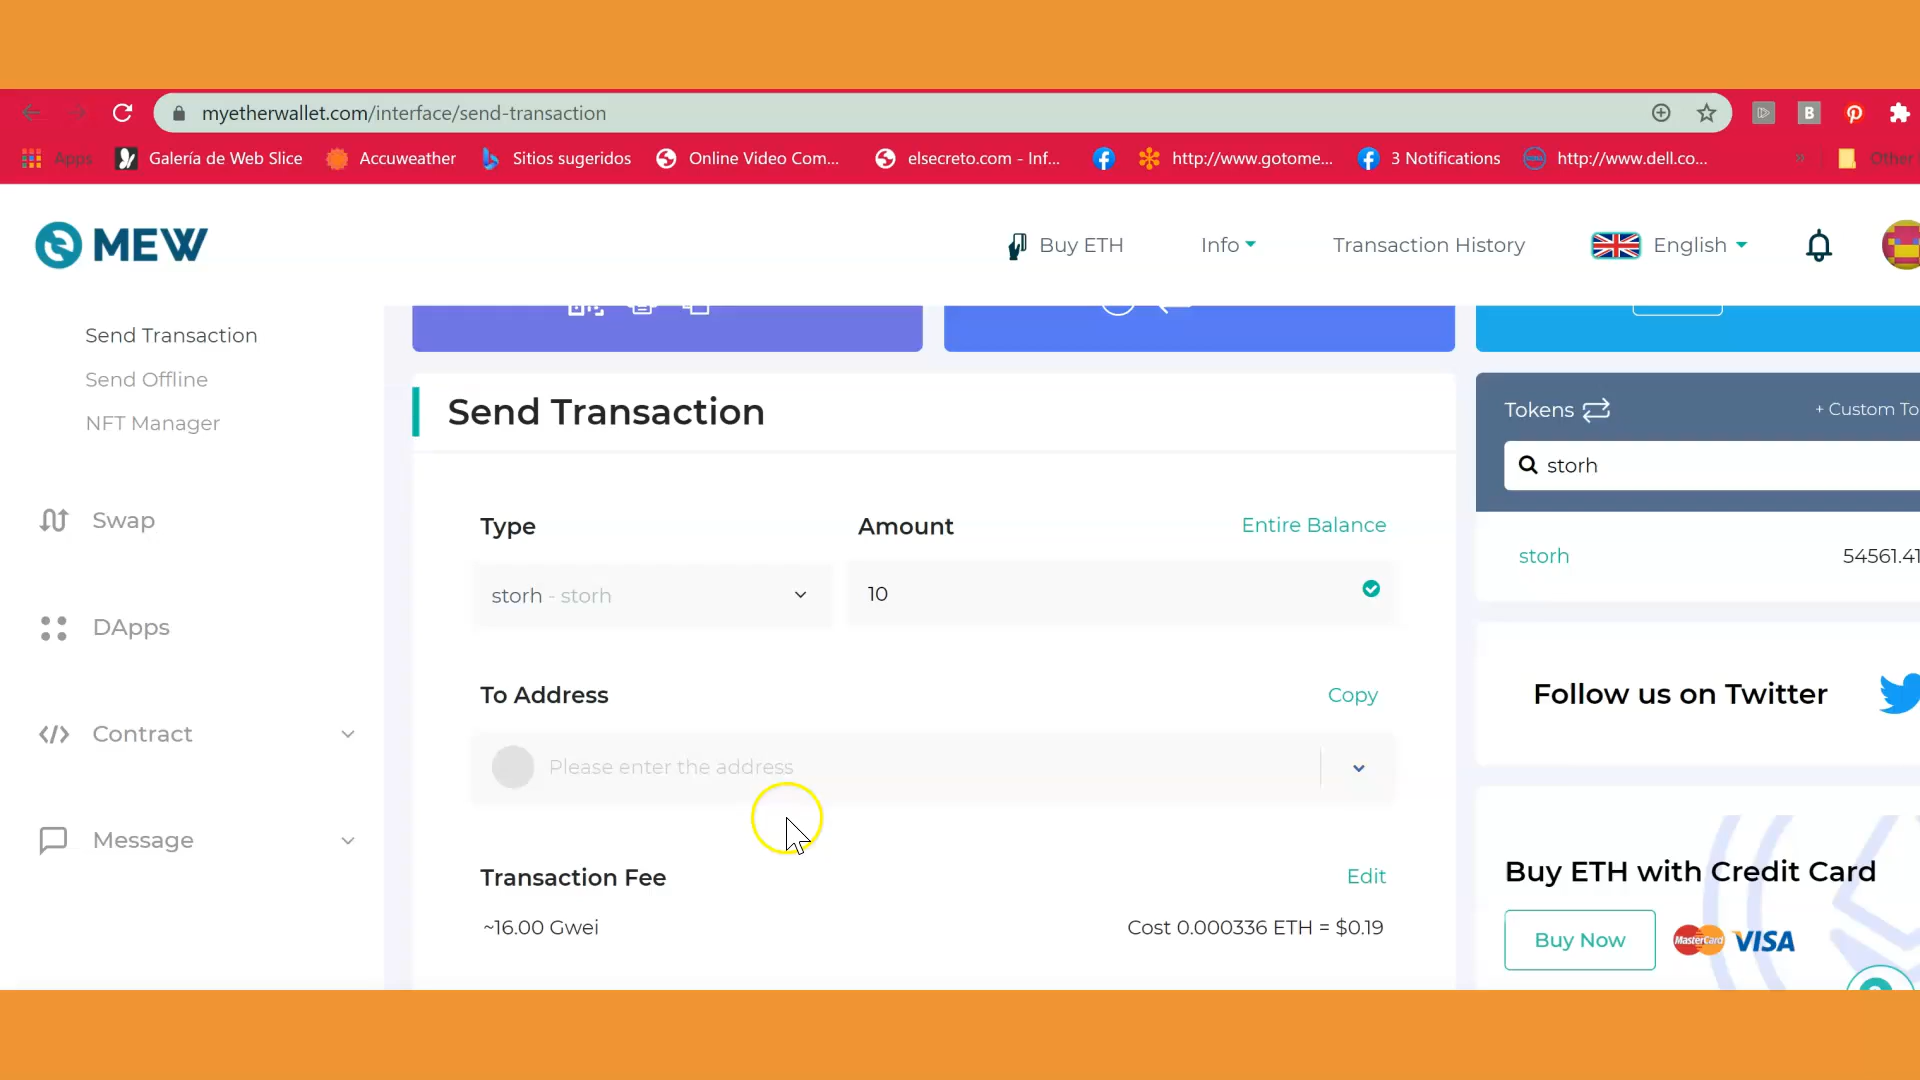 myetherwallet.com/interface/send-transaction
Apps
Galería de Web Slice
Accuweather
Sitios sugeridos
Online Video Com...
elsecreto.com - Inf...
http://www.gotome...
3 Notifications
http://www.dell.co...
»
Other
MEW
Buy ETH
Info
Transaction History
English
Send Transaction
Send Offline
NFT Manager
Swap
DApps
Contract
Message
Send Transaction
Type
Amount
Entire Balance
storh - storh
10
To Address
Copy
Please enter the address
Transaction Fee
Edit
~16.00 Gwei
Cost 0.000336 ETH = $0.19
Tokens
+ Custom To
storh
storh
54561.41
Follow us on Twitter
Buy ETH with Credit Card
Buy Now
MasterCard
VISA